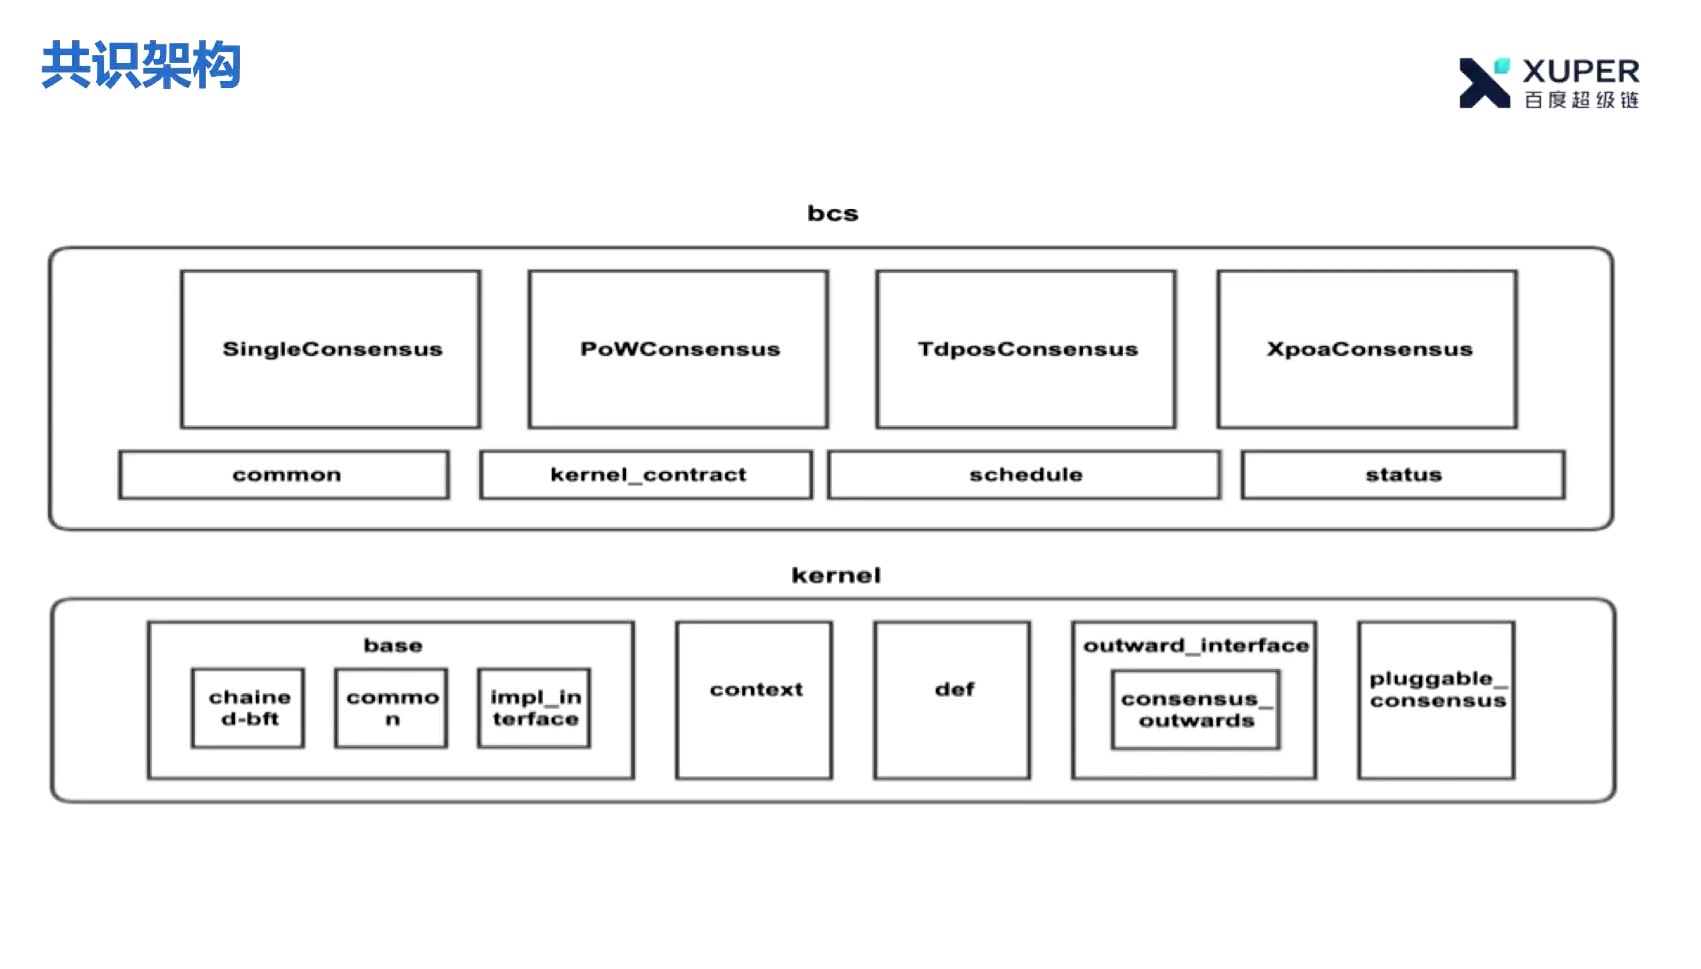 共识架构
XUPER
百度超级链
bcs
SingleConsensus
PoWConsensus
TdposConsensus
XpoaConsensus
common
kernel_contract
schedule
status
kernel
base
chaine
d-bft
commo
n
impl_in
terface
context
def
outward_interface
consensus_
outwards
pluggable_
consensus